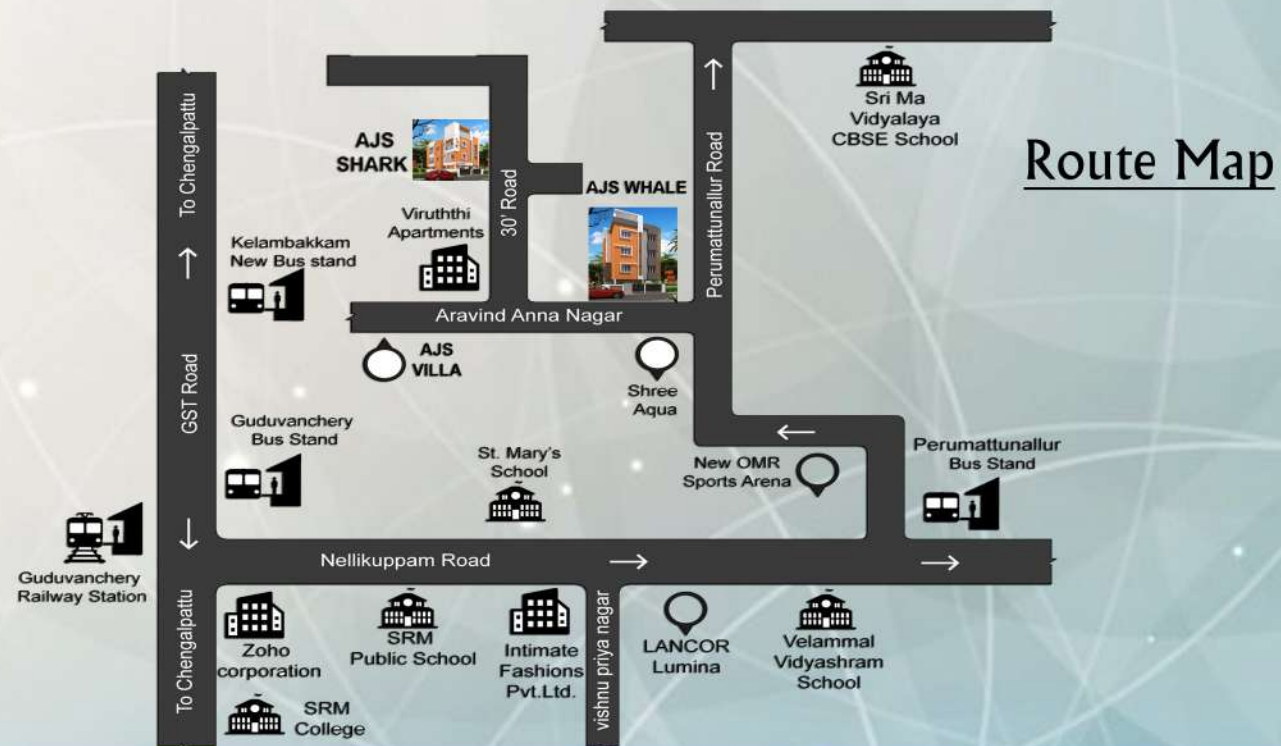 Sri Ma
Vidyalaya
CBSE School
Route Map
To Chengalpattu
AJS
SHARK
30' Road
AJS WHALE
Perumattunallur Road
Viruththi
Apartments
Kelambakkam
New Bus stand
Aravind Anna Nagar
AJS
VILLA
Shree
Aqua
GST Road
Guduvanchery
Bus Stand
St. Mary's
School
New OMR
Sports Arena
Perumattunallur
Bus Stand
Guduvanchery
Railway Station
Nellikuppam Road
To Chengalpattu
Zoho
corporation
SRM
Public School
Intimate
Fashions
Pvt.Ltd.
vishnu priya nagar
LANCOR
Lumina
Velammal
Vidyashram
School
SRM
College